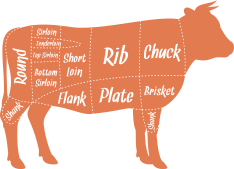 Sirloin
Tenderloin
Top Sirloin
Round
Bottom
Sirloin
Short
loin
Rib
Chuck
Flank
Plate
Brisket
Shank
Shank